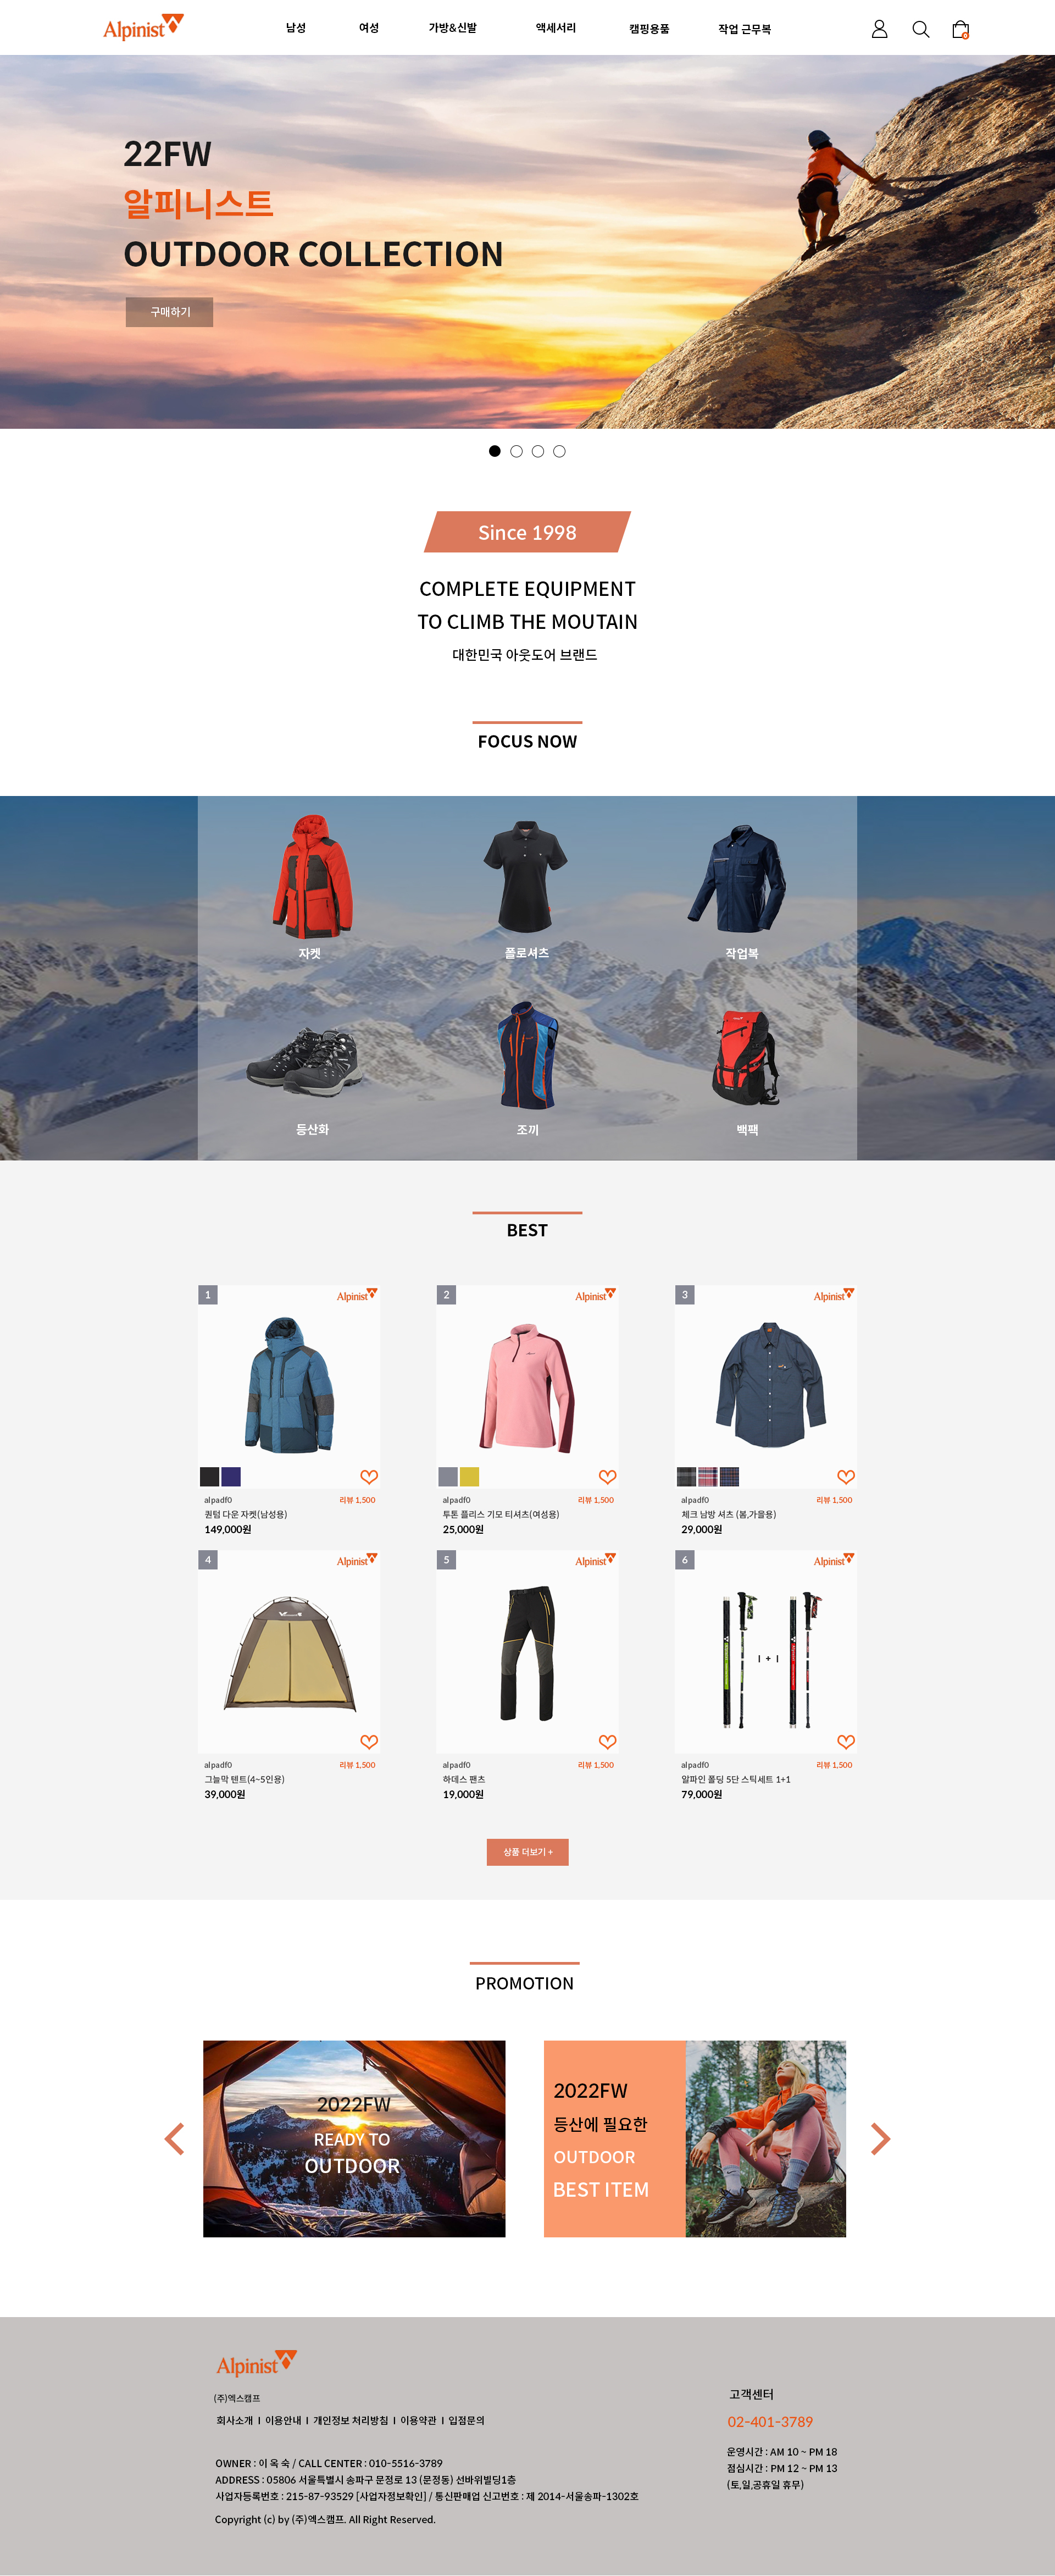 Alpinist
남성 여성 가방&신발 액세서리 캠핑용품 작업 근무복
22FW
알피니스트
OUTDOOR COLLECTION
구매하기
Since 1998
COMPLETE EQUIPMENT
TO CLIMB THE MOUTAIN
대한민국 아웃도어 브랜드
FOCUS NOW
자켓 폴로셔츠 작업복
등산화 조끼 백팩
BEST
1 Alpinist 2 Alpinist 3 Alpinist
alpadf0 리뷰 1,500 alpadf0 리뷰 1,500 alpadf0 리뷰 1,500
퀀텀 다운 자켓(남성용) 투톤 플리스 기모 티셔츠(여성용) 체크 남방 셔츠 (봄,가을용)
149,000원 25,000원 29,000원
4 Alpinist 5 Alpinist 6 Alpinist
1 + 1
alpadf0 리뷰 1,500 alpadf0 리뷰 1,500 alpadf0 리뷰 1,500
그늘막 텐트(4~5인용) 하데스 팬츠 알파인 폴딩 5단 스틱세트 1+1
39,000원 19,000원 79,000원
상품 더보기 +
PROMOTION
2022FW
READY TO
OUTDOOR
2022FW
등산에 필요한
OUTDOOR
BEST ITEM
Alpinist
(주)엑스캠프
회사소개 I 이용안내 I 개인정보 처리방침 I 이용약관 I 입점문의
OWNER : 이 옥 숙 / CALL CENTER : 010-5516-3789
ADDRESS : 05806 서울특별시 송파구 문정로 13 (문정동) 선바위빌딩1층
사업자등록번호 : 215-87-93529 [사업자정보확인] / 통신판매업 신고번호 : 제 2014-서울송파-1302호
Copyright (c) by (주)엑스캠프. All Right Reserved.
고객센터
02-401-3789
운영시간 : AM 10 ~ PM 18
점심시간 : PM 12 ~ PM 13
(토,일,공휴일 휴무)